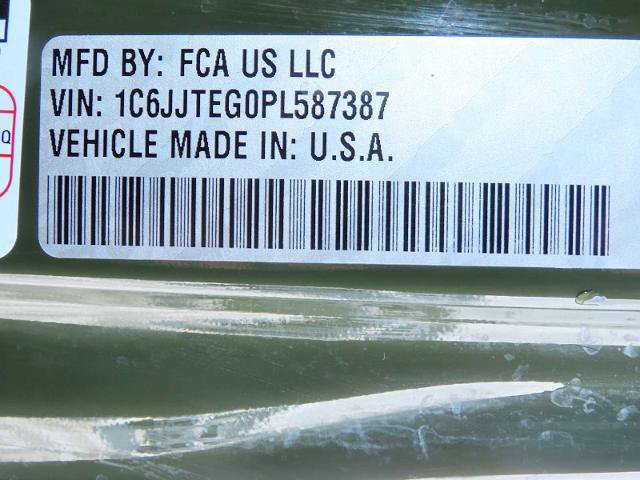 MFD BY: FCA US LLC
VIN: 1C6JJTEG0PL587387
VEHICLE MADE IN: U.S.A.
Q